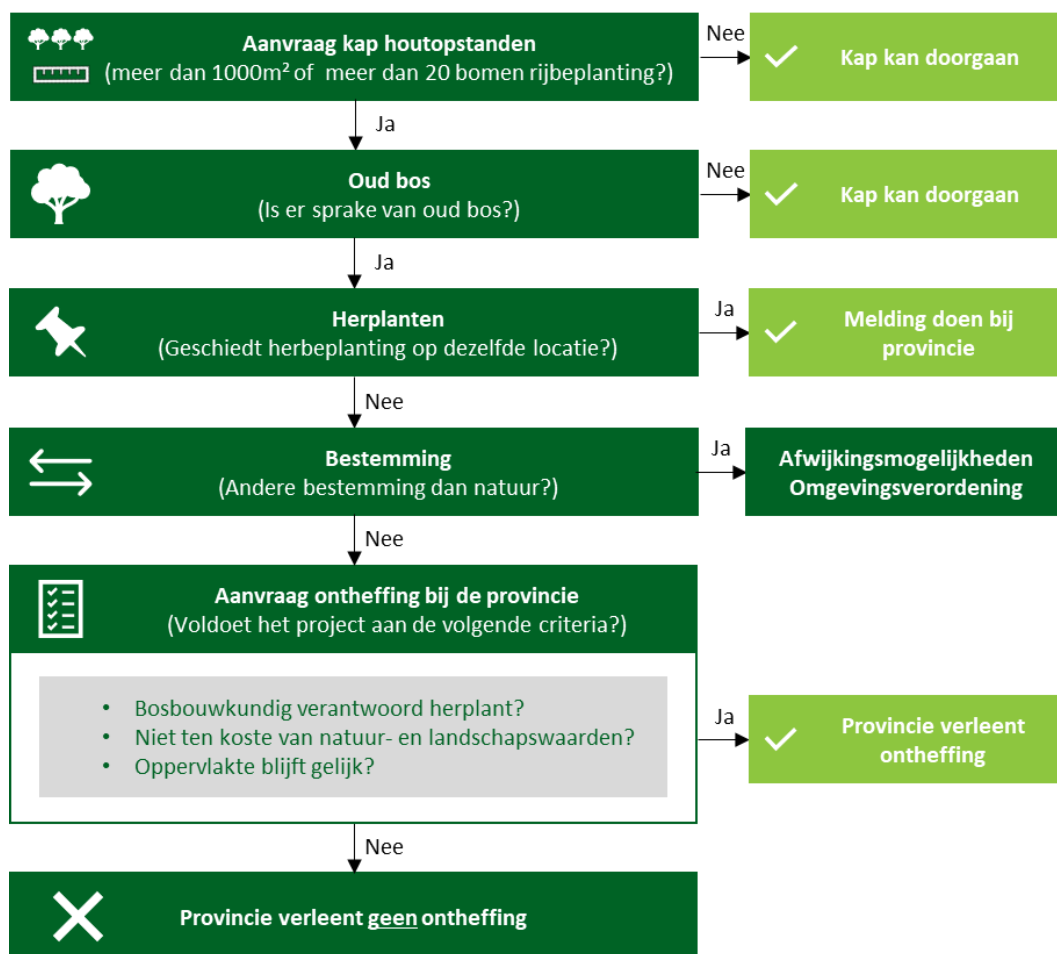 Aanvraag kap houtopstanden
(meer dan 1000m² of meer dan 20 bomen rijbeplanting?)
Nee
Kap kan doorgaan
Ja
Oud bos
(Is er sprake van oud bos?)
Nee
Kap kan doorgaan
Ja
Herplanten
(Geschiedt herbeplanting op dezelfde locatie?)
Ja
Melding doen bij
provincie
Nee
Bestemming
(Andere bestemming dan natuur?)
Ja
Afwijkingsmogelijkheden
Omgevingsverordening
Nee
Aanvraag ontheffing bij de provincie
(Voldoet het project aan de volgende criteria?)
• Bosbouwkundig verantwoord herplant?
• Niet ten koste van natuur- en landschapswaarden?
• Oppervlakte blijft gelijk?
Ja
Provincie verleent
ontheffing
Nee
Provincie verleent geen ontheffing